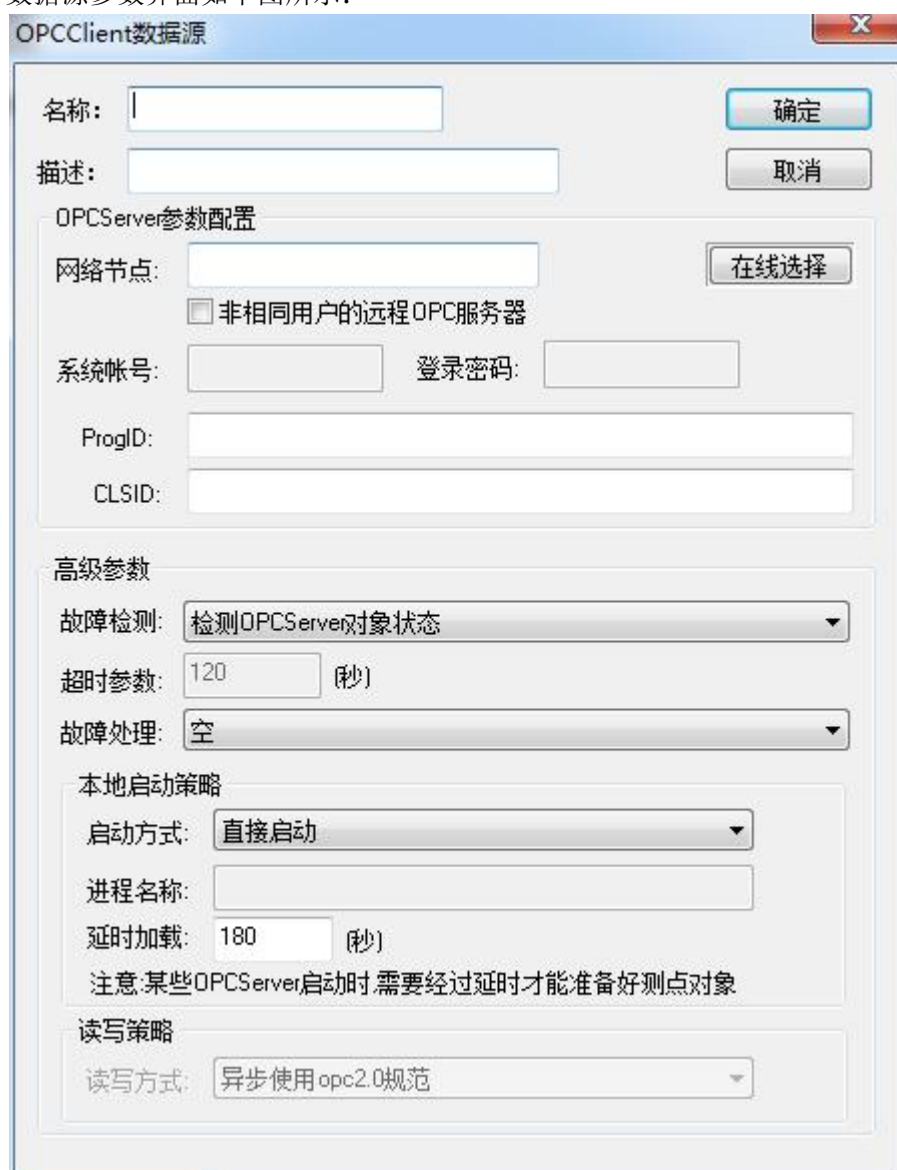 数据源参数界面如下图所示：
OPCClient数据源
名称：
确定
描述：
取消
OPCServer参数配置
网络节点:
在线选择
非相同用户的远程OPC服务器
系统帐号:
登录密码:
ProgID:
CLSID:
高级参数
故障检测: 检测OPCServer对象状态
超时参数: 120 (秒)
故障处理: 空
本地启动策略
启动方式: 直接启动
进程名称:
延时加载: 180 (秒)
注意:某些OPCServer启动时,需要经过延时才能准备好测点对象
读写策略
读写方式: 异步使用opc2.0规范